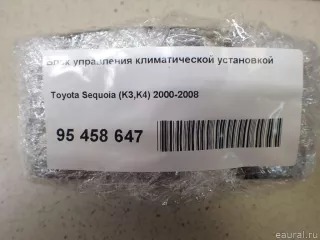 Блок управления климатической установкой
Toyota Sequoia (K3,K4) 2000-2008
95 458 647
© eaural.ru